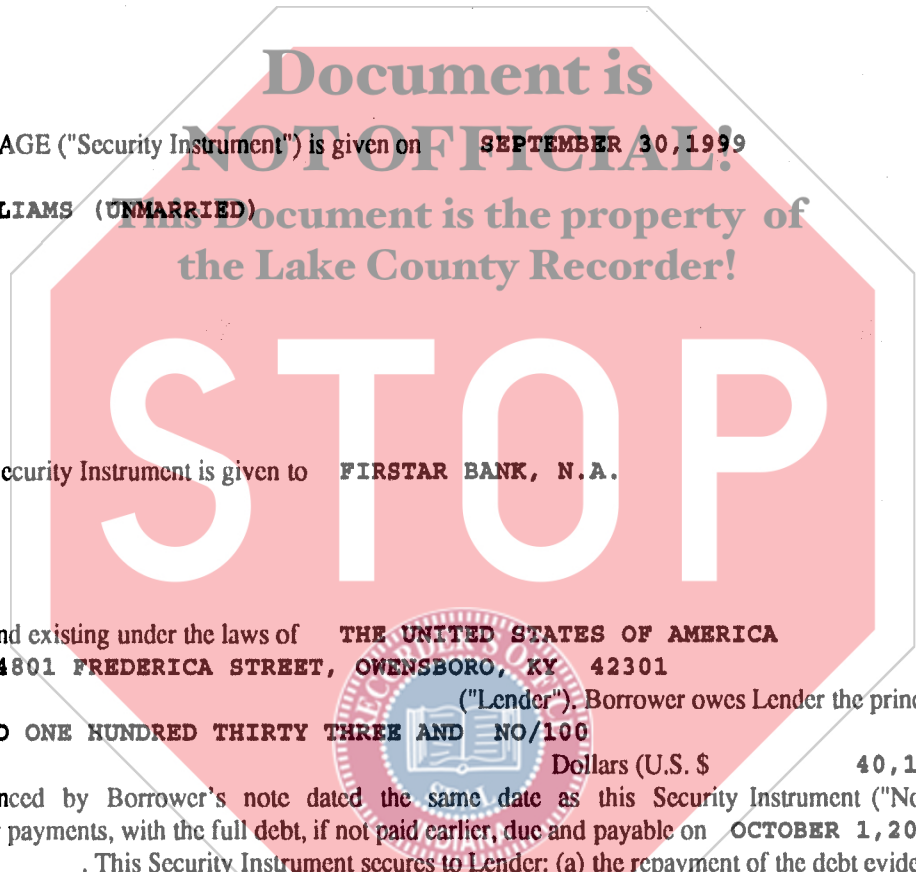 Document is
AGE ("Security Instrument") is given on SEPTEMBER 30,1999
NOT OFFICIAL!
LIAMS (UNMARRIED)
This Document is the property of
the Lake County Recorder!
STOP
ecurity Instrument is given to FIRSTAR BANK, N.A.
nd existing under the laws of THE UNITED STATES OF AMERICA
4801 FREDERICA STREET, OWENSBORO, KY 42301
("Lender"). Borrower owes Lender the princ
O ONE HUNDRED THIRTY THREE AND NO/100
Dollars (U.S. $ 40,1
nced by Borrower's note dated the same date as this Security Instrument ("No
payments, with the full debt, if not paid earlier, due and payable on OCTOBER 1,20
. This Security Instrument secures to Lender: (a) the repayment of the debt evide
RECORDER'S OFFICE